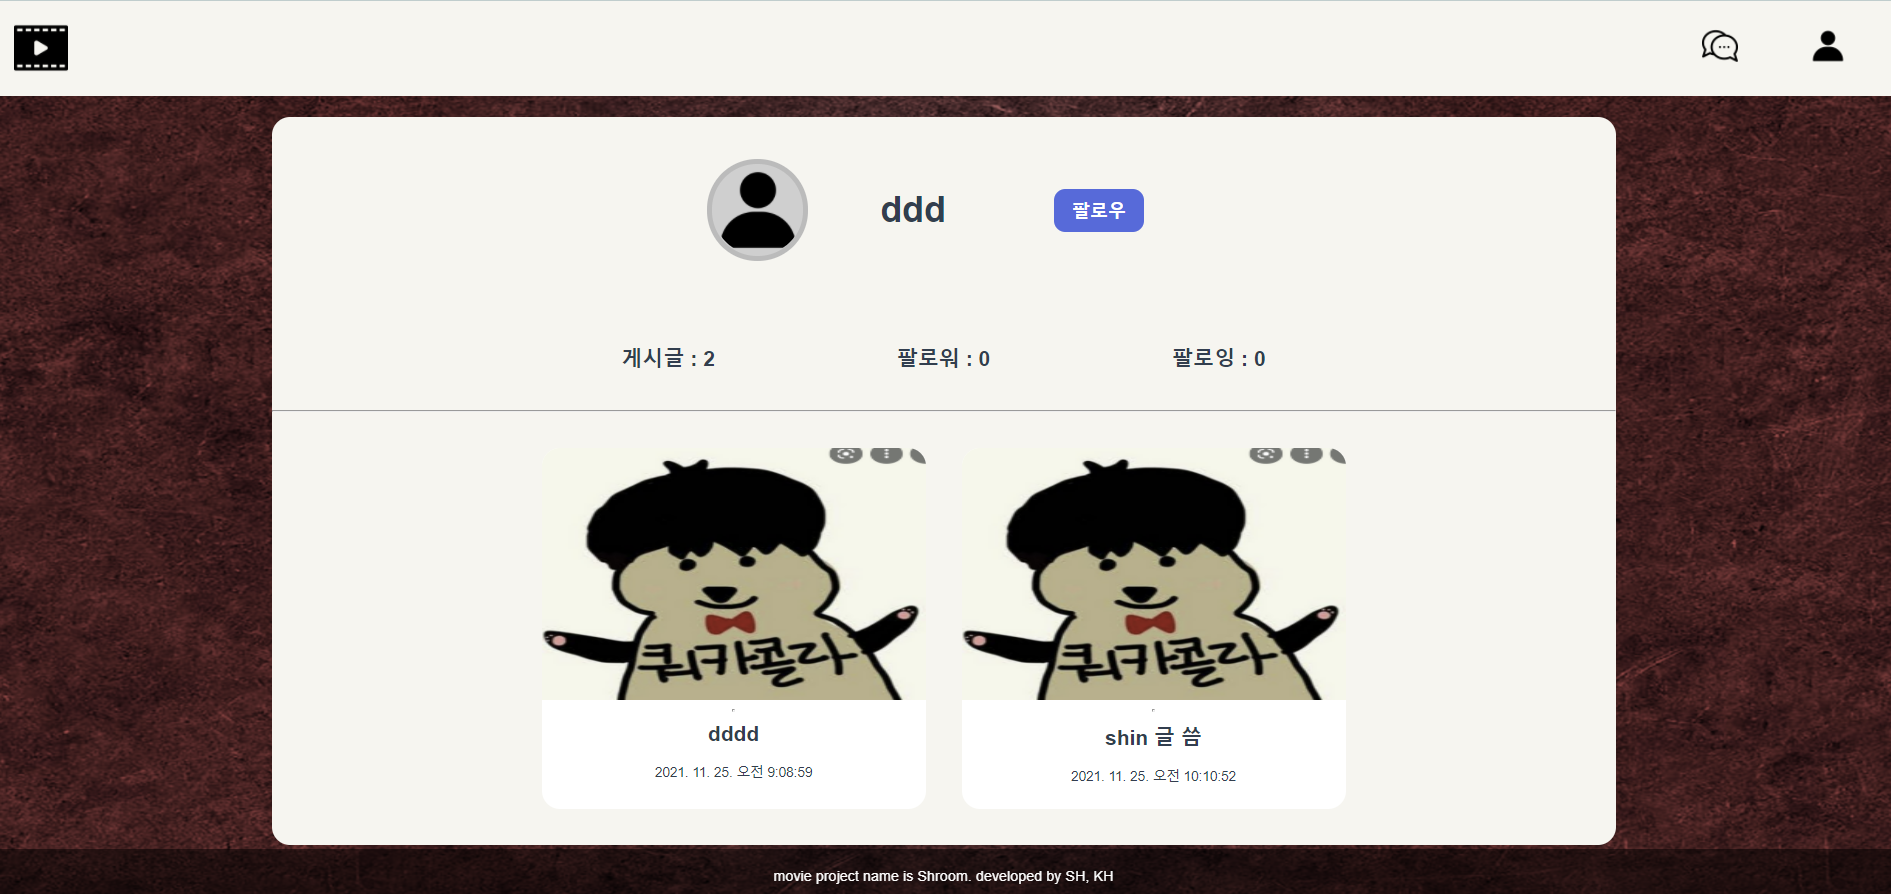 ddd
팔로우
게시글 : 2
팔로워 : 0
팔로잉 : 0
쿼카콜라
쿼카콜라
dddd
2021. 11. 25. 오전 9:08:59
shin 글 씀
2021. 11. 25. 오전 10:10:52
movie project name is Shroom. developed by SH, KH